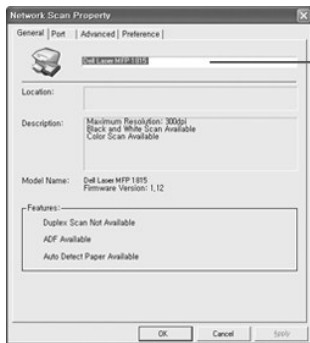 Network Scan Property
General Port Advanced Preference
Dell Laser MFP 1815
Location:
Description:
Maximum Resolution: 300dpi
Black and White Scan Available
Color Scan Available
Model Name:
Dell Laser MFP 1815
Firmware Version: 1,12
Features:
Duplex Scan Not Available
ADF Available
Auto Detect Paper Available
OK Cancel Apply